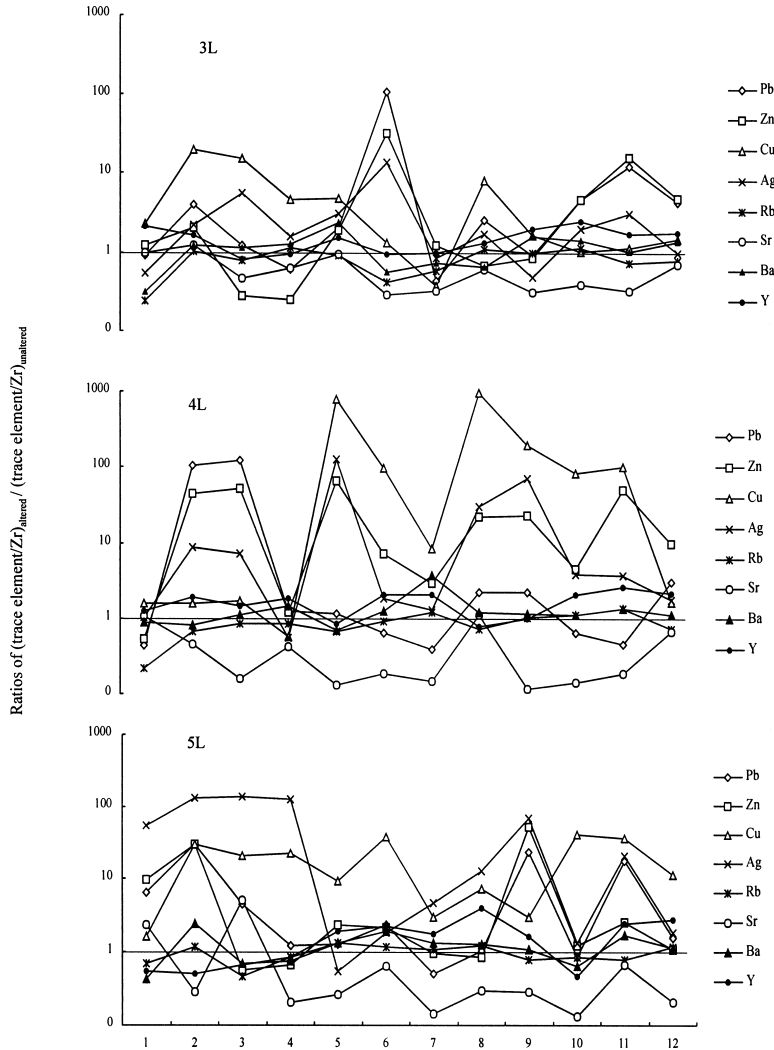 Ratios of (trace element/Zr)altered / (trace element/Zr)unaltered
3L
1000
100
10
1
0
Pb
Zn
Cu
Ag
Rb
Sr
Ba
Y
4L
1000
100
10
1
0
Pb
Zn
Cu
Ag
Rb
Sr
Ba
Y
5L
1000
100
10
1
0
Pb
Zn
Cu
Ag
Rb
Sr
Ba
Y
1 2 3 4 5 6 7 8 9 10 11 12